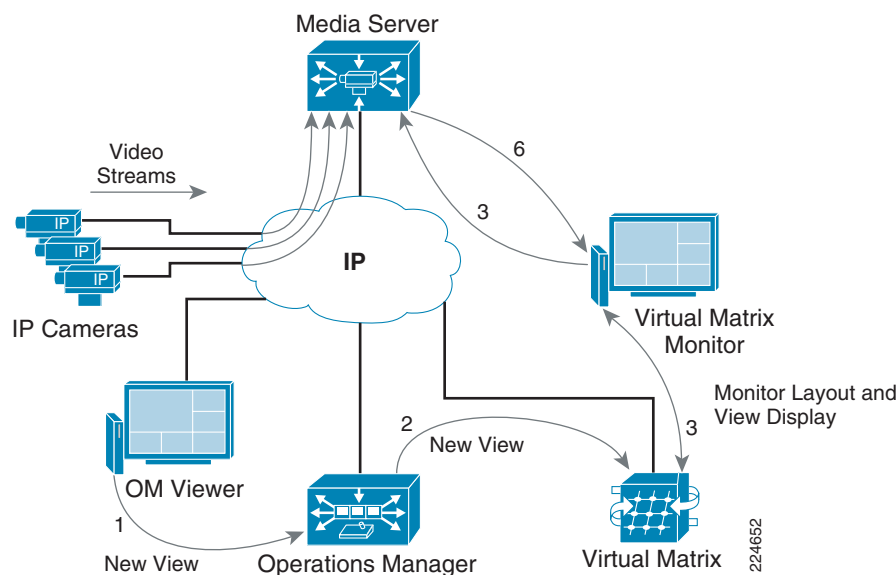 Media Server
Video
Streams
6
3
IP
IP
IP
IP
IP Cameras
Virtual Matrix
Monitor
Monitor Layout and
View Display
3
2
New View
OM Viewer
1
New View
Operations Manager
Virtual Matrix
224652